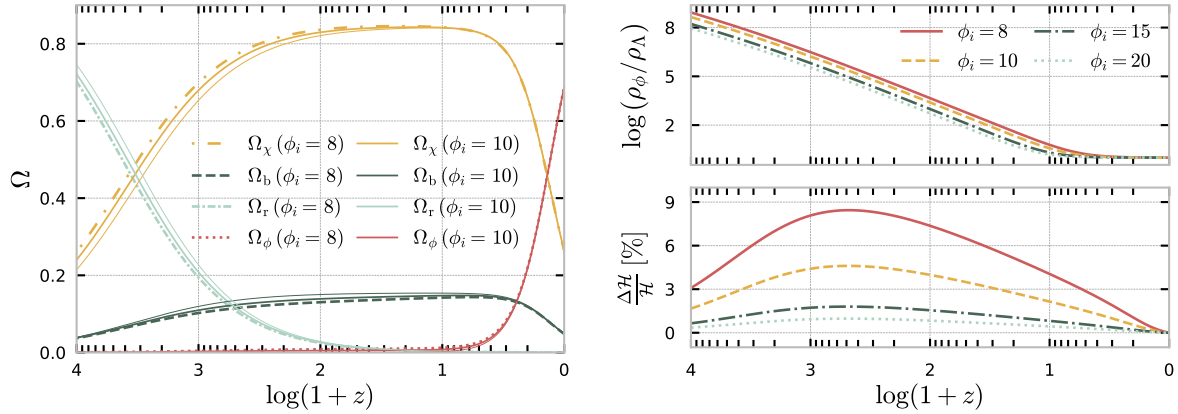 0.8
0.6
0.4
0.2
0.0
Ω
Ω_χ (ϕ_i = 8)
Ω_b (ϕ_i = 8)
Ω_r (ϕ_i = 8)
Ω_ϕ (ϕ_i = 8)
Ω_χ (ϕ_i = 10)
Ω_b (ϕ_i = 10)
Ω_r (ϕ_i = 10)
Ω_ϕ (ϕ_i = 10)
4 3 2 1 0
log(1 + z)
8
5
2
log (ρ_ϕ/ρ_Λ)
ϕ_i = 8
ϕ_i = 10
ϕ_i = 15
ϕ_i = 20
9
6
3
0
Δℋ/ℋ [%]
4 3 2 1 0
log(1 + z)